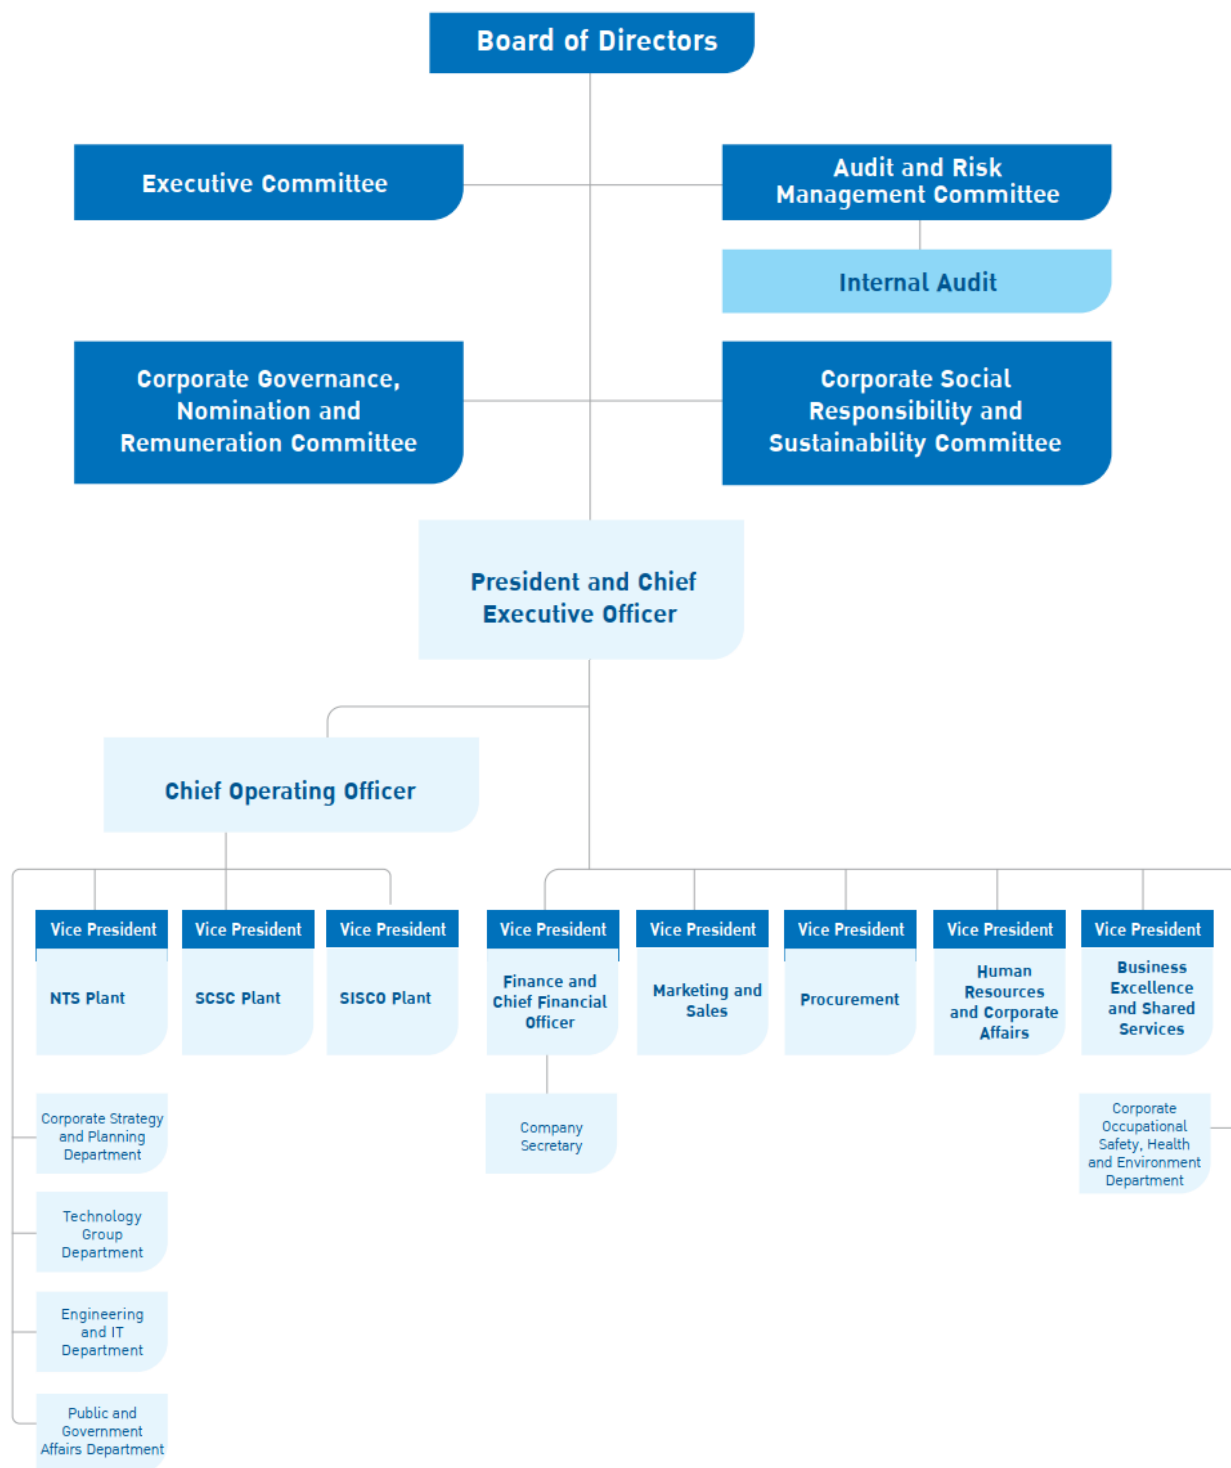 Board of Directors
Executive Committee
Audit and Risk
Management Committee
Internal Audit
Corporate Governance,
Nomination and
Remuneration Committee
Corporate Social
Responsibility and
Sustainability Committee
President and Chief
Executive Officer
Chief Operating Officer
Vice President
NTS Plant
Vice President
SCSC Plant
Vice President
SISCO Plant
Vice President
Finance and
Chief Financial
Officer
Vice President
Marketing and
Sales
Vice President
Procurement
Vice President
Human
Resources
and Corporate
Affairs
Vice President
Business
Excellence
and Shared
Services
Corporate Strategy
and Planning
Department
Technology
Group
Department
Engineering
and IT
Department
Public and
Government
Affairs Department
Company
Secretary
Corporate
Occupational
Safety, Health
and Environment
Department